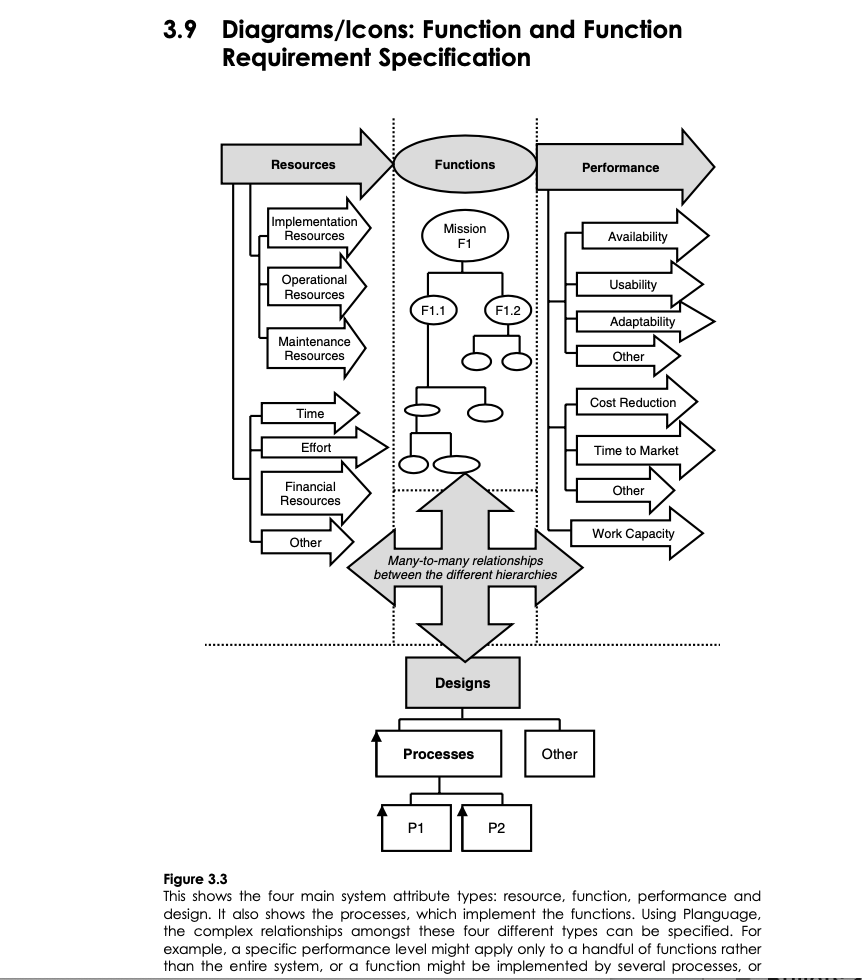 3.9 Diagrams/Icons: Function and Function
Requirement Specification
Resources
Functions
Performance
Implementation
Resources
Operational
Resources
Maintenance
Resources
Time
Effort
Financial
Resources
Other
Mission
F1
F1.1
F1.2
Availability
Usability
Adaptability
Other
Cost Reduction
Time to Market
Other
Work Capacity
Many-to-many relationships
between the different hierarchies
Designs
Processes
Other
P1
P2
Figure 3.3
This shows the four main system attribute types: resource, function, performance and
design. It also shows the processes, which implement the functions. Using Planguage,
the complex relationships amongst these four different types can be specified. For
example, a specific performance level might apply only to a handful of functions rather
than the entire system, or a function might be implemented by several processes, or